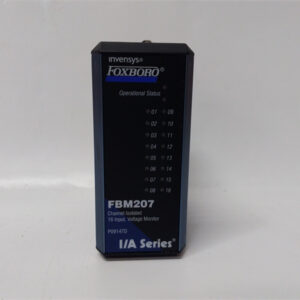 invensys®
FOXBORO®
Operational Status
01 09
02 10
03 11
04 12
05 13
06 14
07 15
08 16
FBM207
Channel Isolated
16 Input, Voltage Monitor
P0914TD
I/A Series®